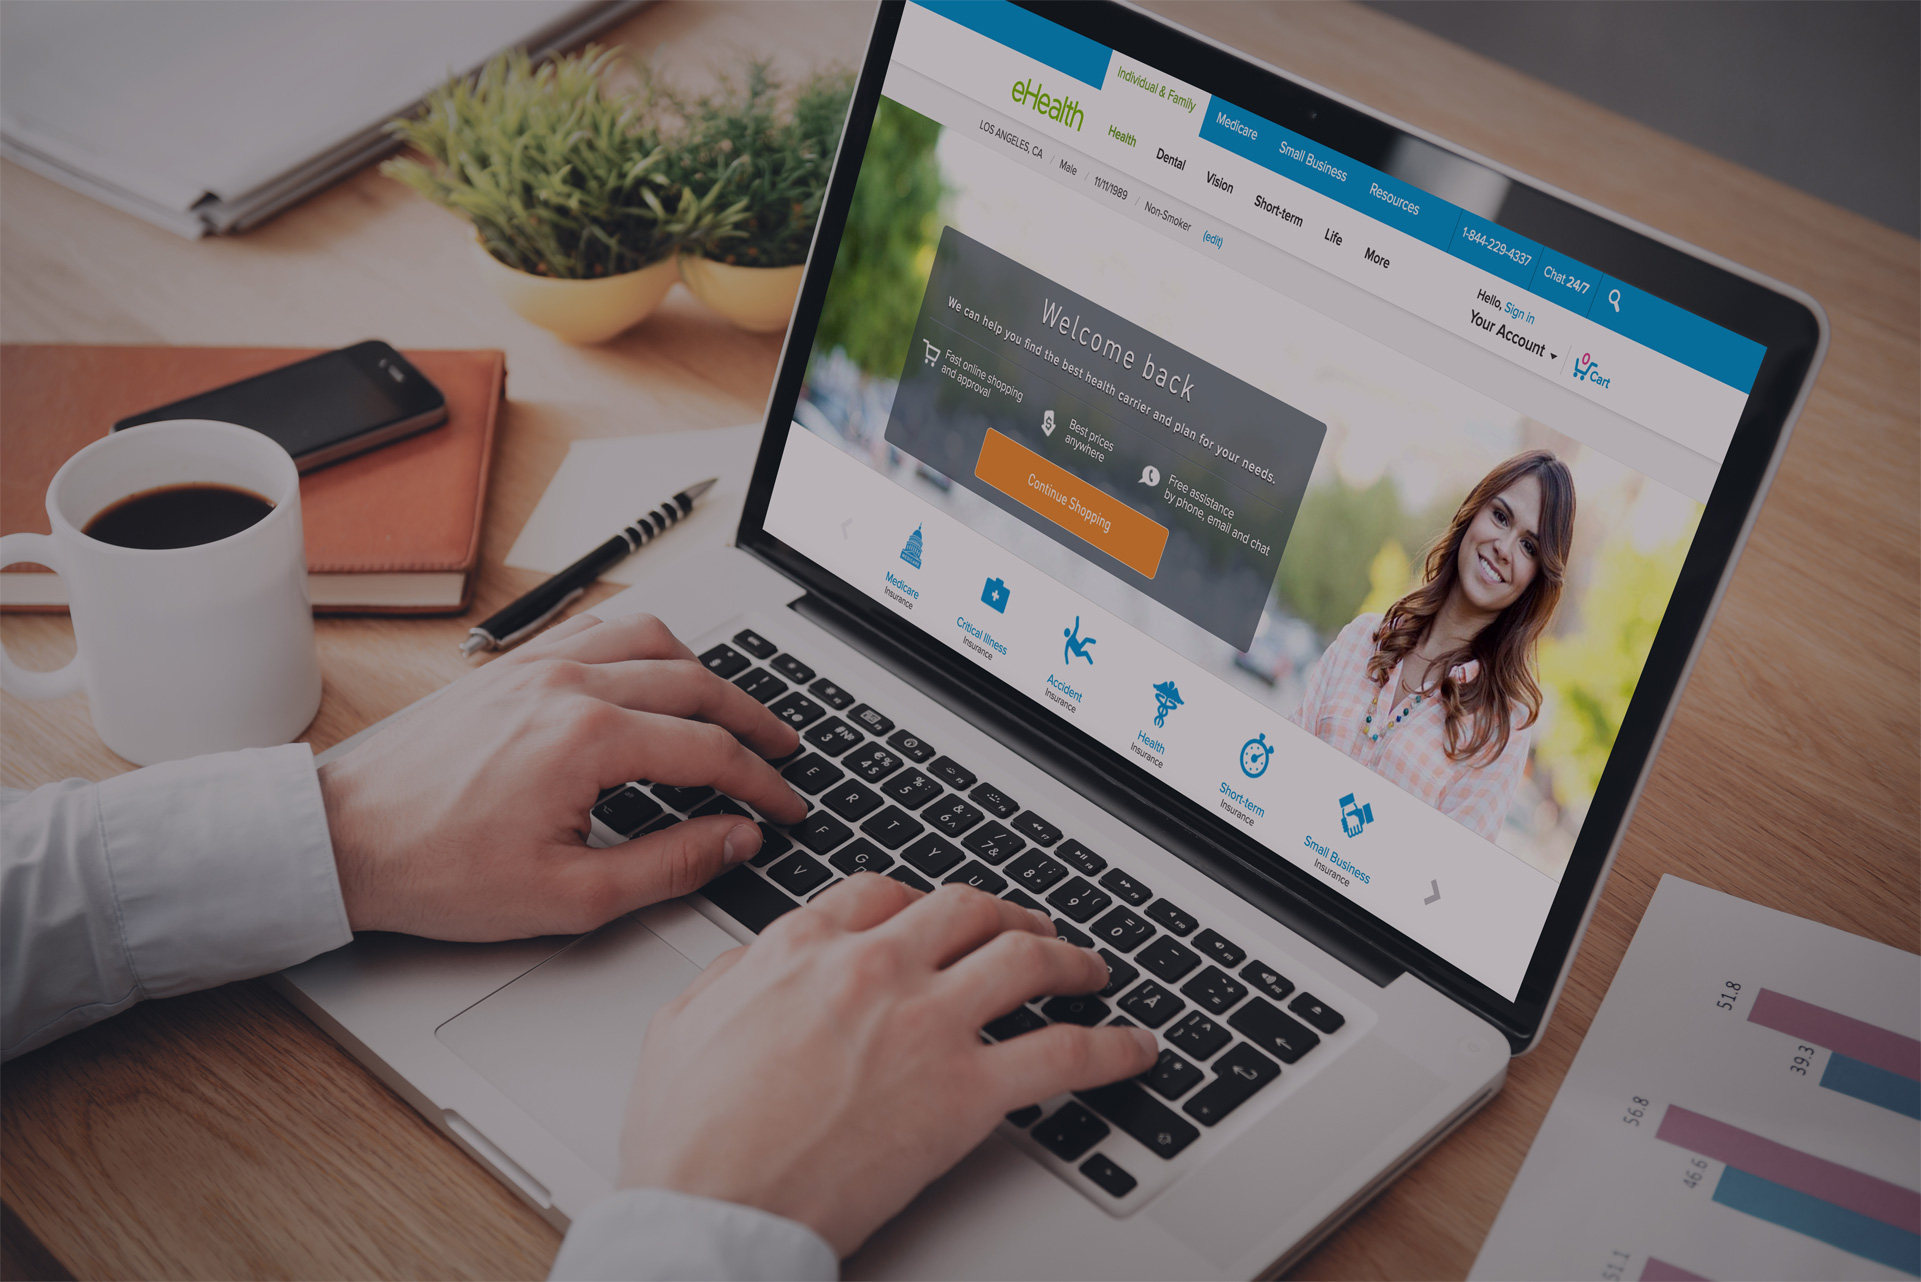 Individual & Family
Medicare
Small Business
Resources
1-844-229-4337
Chat 24/7
eHealth
Health
Dental
Vision
Short-term
Life
More
Hello, Sign in
Your Account
0
Cart
LOS ANGELES, CA / Male / 11/11/1989 / Non-Smoker (edit)
Welcome back
We can help you find the best health carrier and plan for your needs.
Fast online shopping
and approval
Best prices
anywhere
Free assistance
by phone, email and chat
Continue Shopping
Medicare
Insurance
Critical Illness
Insurance
Accident
Insurance
Health
Insurance
Short-term
Insurance
Small Business
Insurance
E
R
T
Y
U
F
G
V
51.8
39.3
56.8
46.6
51.1